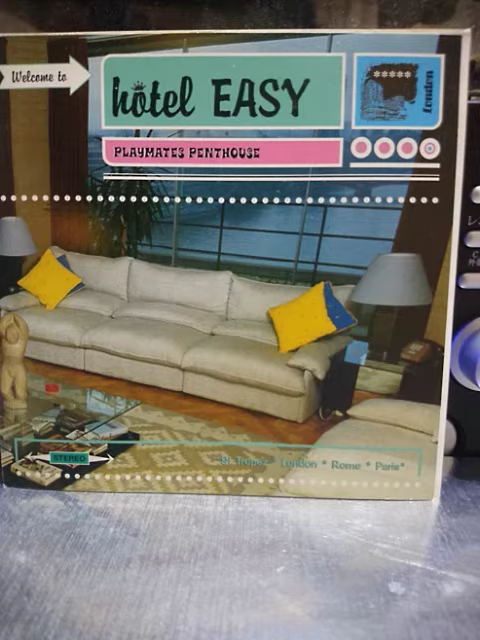 Welcome to
hotel EASY
*****
London
PLAYMATES PENTHOUSE
STEREO
St Tropez * London * Rome * Paris*